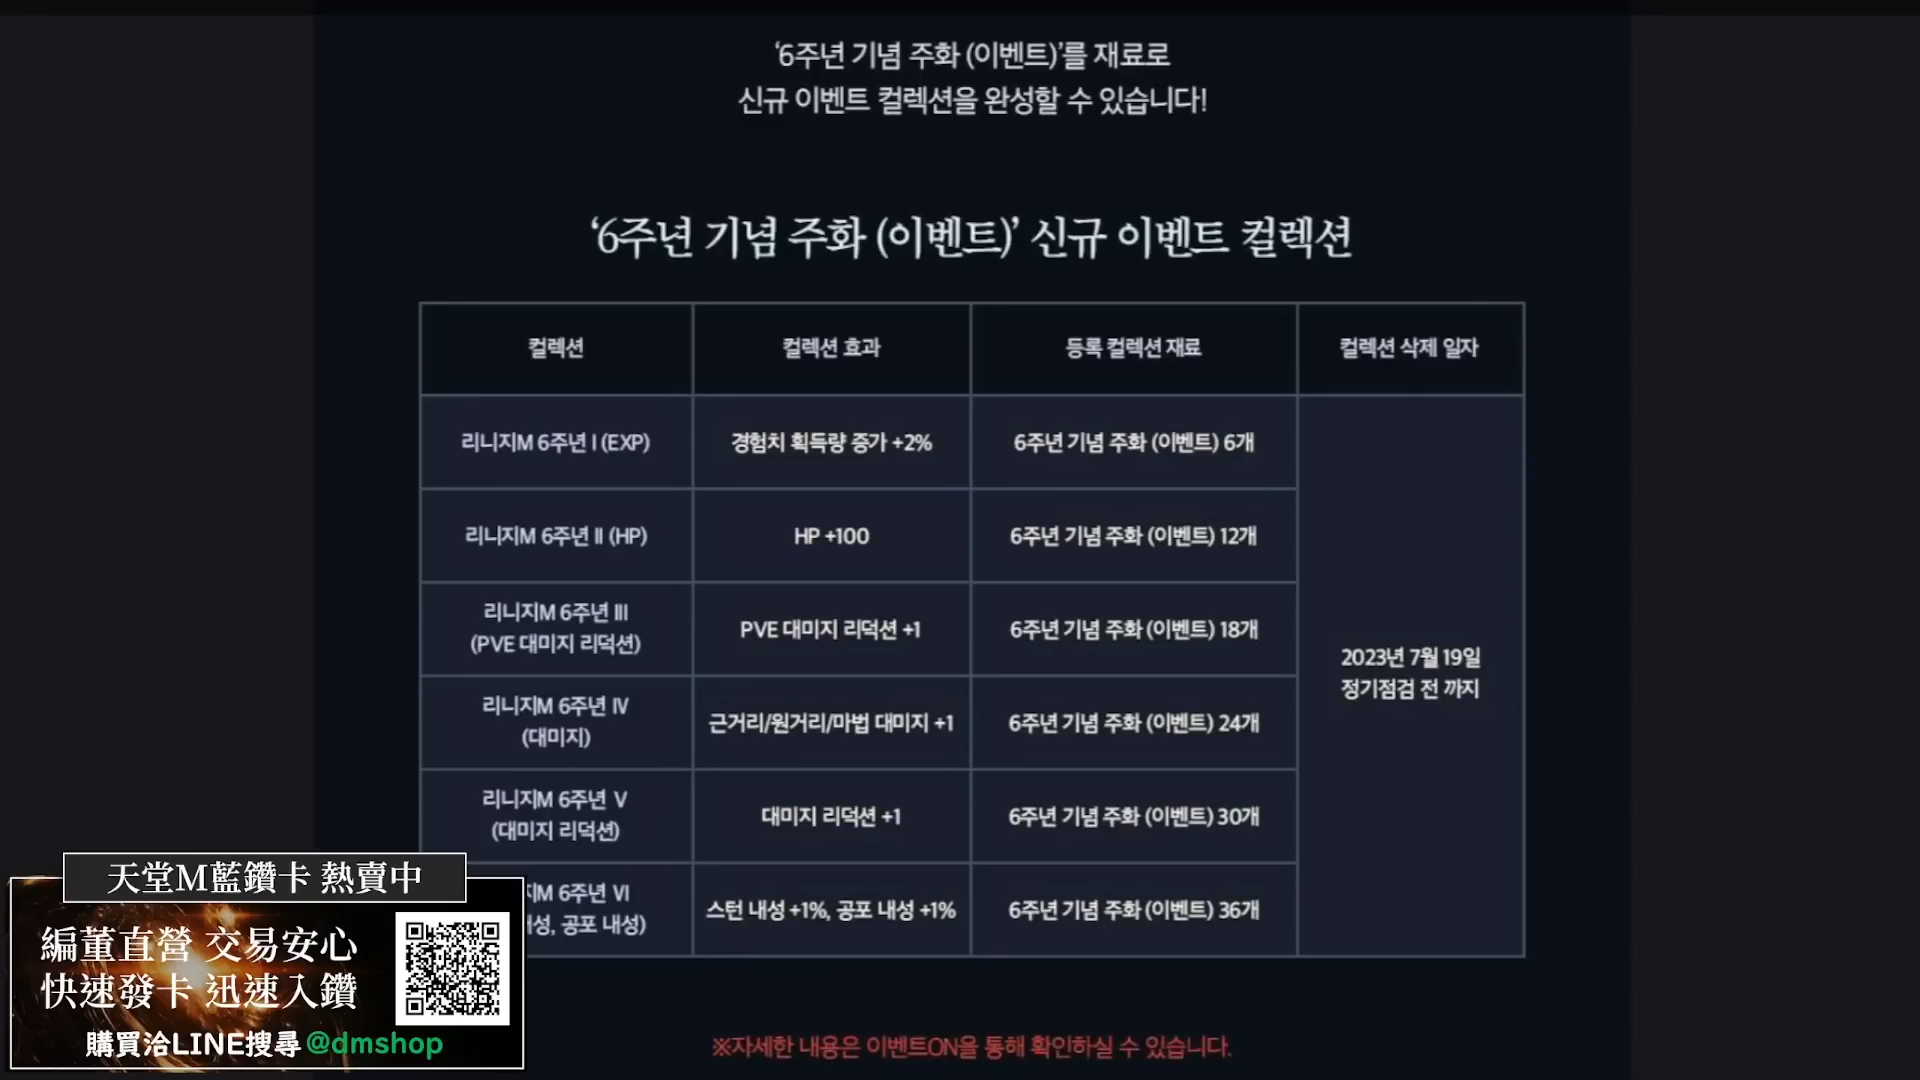 ‘6주년 기념 주화 (이벤트)’를 재료로
신규 이벤트 컬렉션을 완성할 수 있습니다!
‘6주년 기념 주화 (이벤트)’ 신규 이벤트 컬렉션
컬렉션 컬렉션 효과 등록 컬렉션 재료 컬렉션 삭제 일자
리니지M 6주년 I (EXP) 경험치 획득량 증가 +2% 6주년 기념 주화 (이벤트) 6개
리니지M 6주년 II (HP) HP +100 6주년 기념 주화 (이벤트) 12개
리니지M 6주년 III
(PVE 대미지 리덕션)
PVE 대미지 리덕션 +1 6주년 기념 주화 (이벤트) 18개
리니지M 6주년 IV
(대미지)
근거리/원거리/마법 대미지 +1 6주년 기념 주화 (이벤트) 24개
리니지M 6주년 V
(대미지 리덕션)
대미지 리덕션 +1 6주년 기념 주화 (이벤트) 30개
지M 6주년 VI
성, 공포 내성)
스턴 내성 +1%, 공포 내성 +1% 6주년 기념 주화 (이벤트) 36개
2023년 7월 19일
정기점검 전 까지
※자세한 내용은 이벤트ON을 통해 확인하실 수 있습니다.
天堂M藍鑽卡 熱賣中
編董直營 交易安心
快速發卡 迅速入鑽
購買洽LINE搜尋 @dmshop